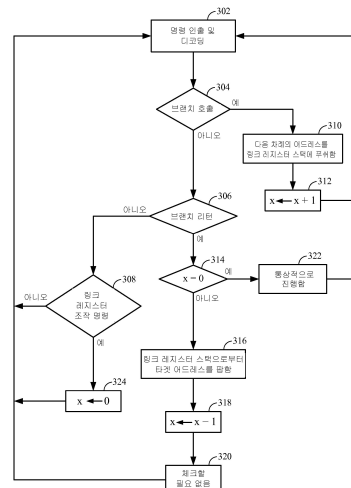 302
명령 인출 및
디코딩
304
브랜치 호출
예
아니오
310
다음 차례의 어드레스를
링크 레지스터 스택에 푸쉬함
312
x ← x + 1
306
브랜치 리턴
아니오
예
314
x = 0
예
아니오
322
통상적으로
진행함
308
링크
레지스터
조작 명령
아니오
예
316
링크 레지스터 스택으로부터
타겟 어드레스를 팝함
318
x ← x − 1
324
x ← 0
320
체크할
필요 없음